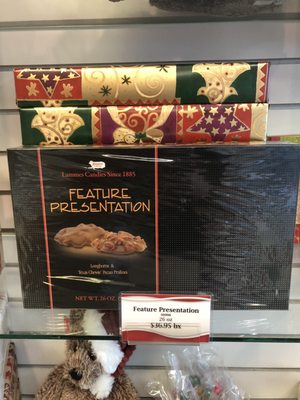 Lammes Candies Since 1885
FEATURE
PRESENTATION
Longhorns &
Texas Chewie Pecan Pralines
NET WT. 26 OZ.
Feature Presentation
26 oz
$36.95 bx